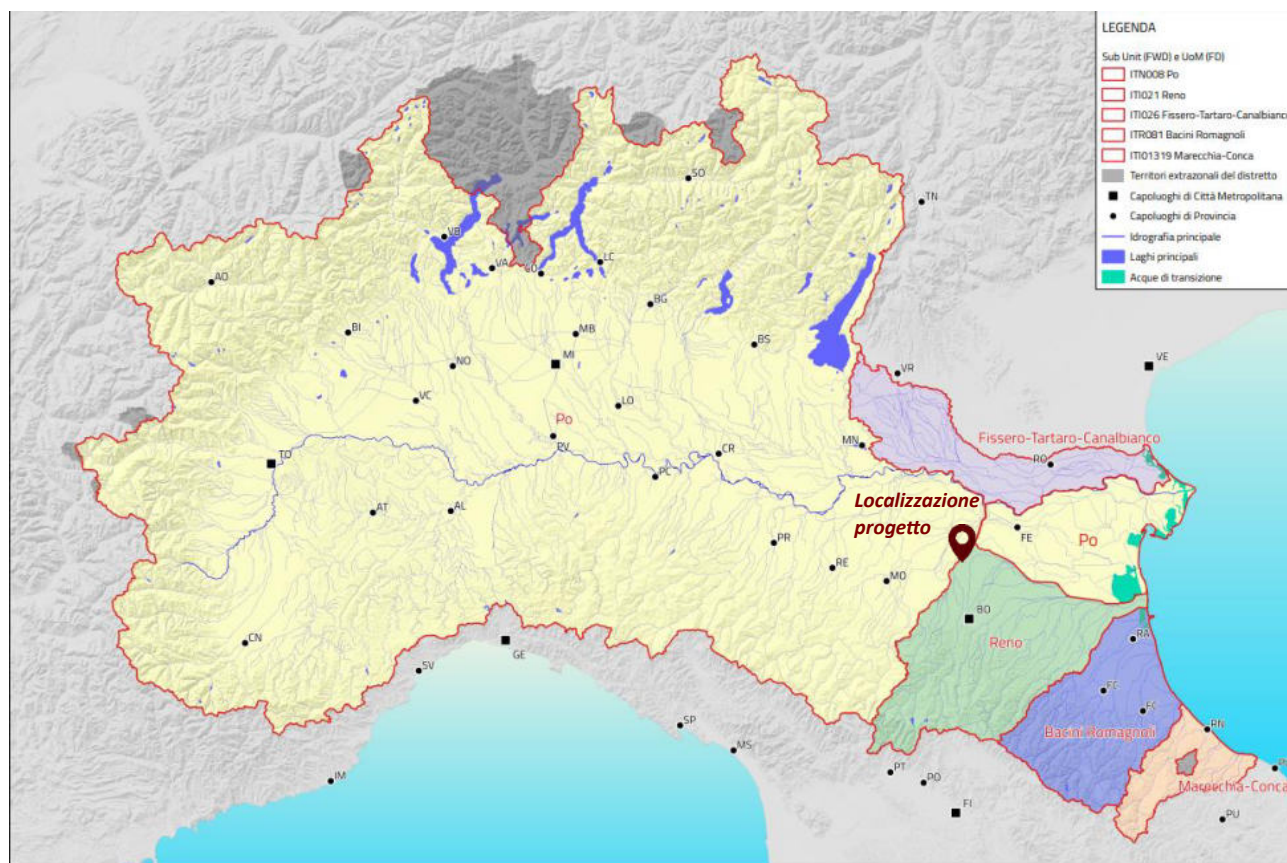 LEGENDA
Sub Unit (FWD) e UoM (FD)
ITN008 Po
ITI021 Reno
ITI026 Fissero-Tartaro-Canalbianco
ITR081 Bacini Romagnoli
ITI01319 Marecchia-Conca
Territori extrazonali del distretto
Capoluoghi di Città Metropolitana
Capoluoghi di Provincia
Idrografia principale
Laghi principali
Acque di transizione
SO
TN
VB
VA
LC
AO
BG
BI
MB
BS
NO
MI
VE
VR
VC
LO
Po
Fissero-Tartaro-Canalbianco
PV
MN
CR
RO
TO
PC
Localizzazione
progetto
AT
AL
FE
Po
PR
RE
MO
BO
CN
Reno
GE
RA
SV
FC
FC
SP
Bacini Romagnoli
RN
MS
PT
PO
IM
Marecchia-Conca
FI
PU